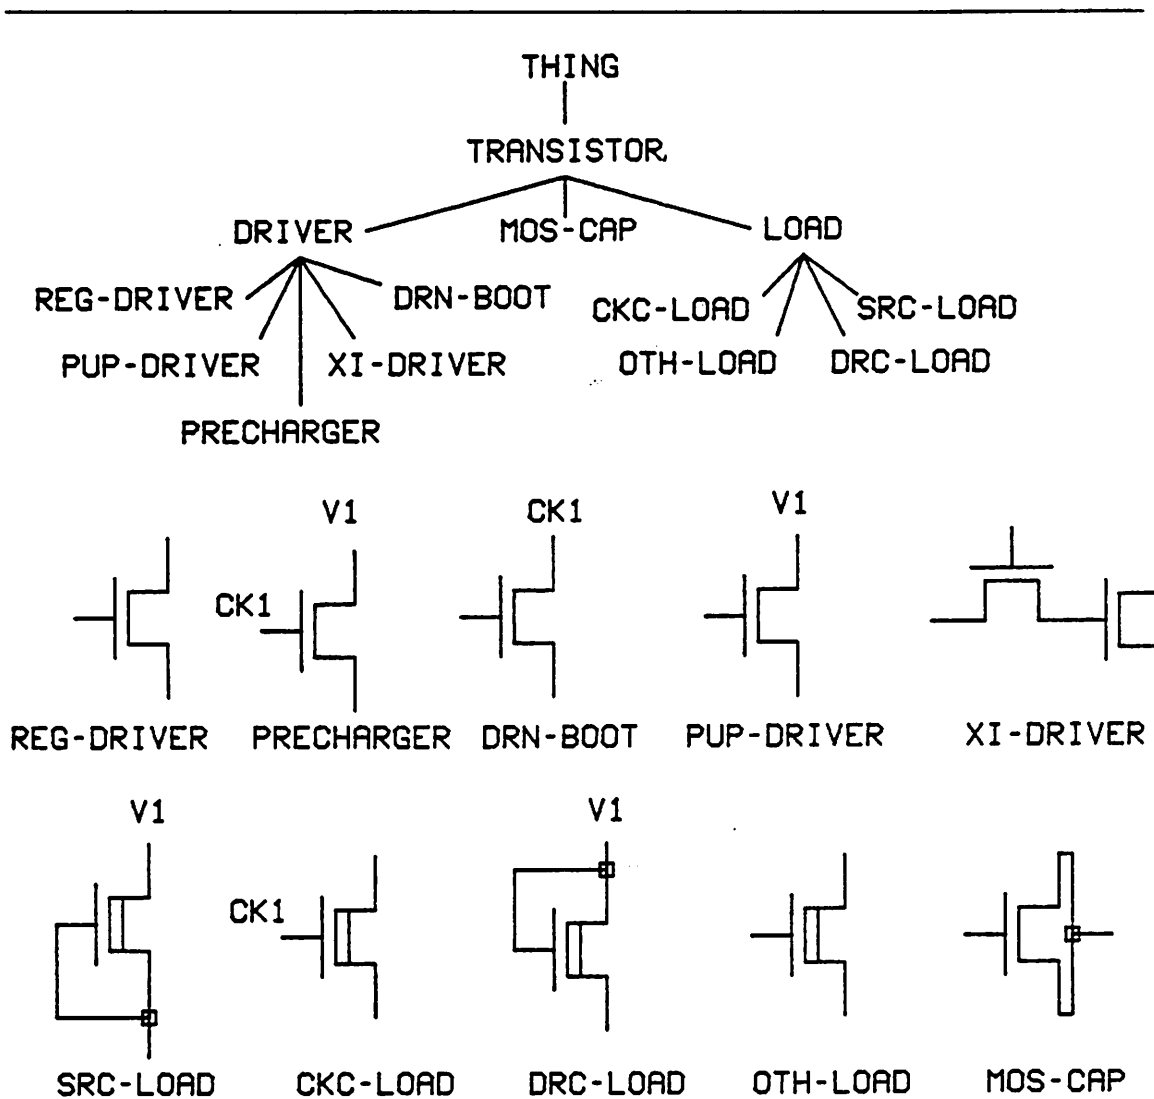 THING
TRANSISTOR
DRIVER MOS-CAP LOAD
REG-DRIVER DRN-BOOT CKC-LOAD SRC-LOAD
PUP-DRIVER XI-DRIVER OTH-LOAD DRC-LOAD
PRECHARGER
V1 CK1 V1
CK1
REG-DRIVER PRECHARGER DRN-BOOT PUP-DRIVER XI-DRIVER
V1 V1
CK1
SRC-LOAD CKC-LOAD DRC-LOAD OTH-LOAD MOS-CAP